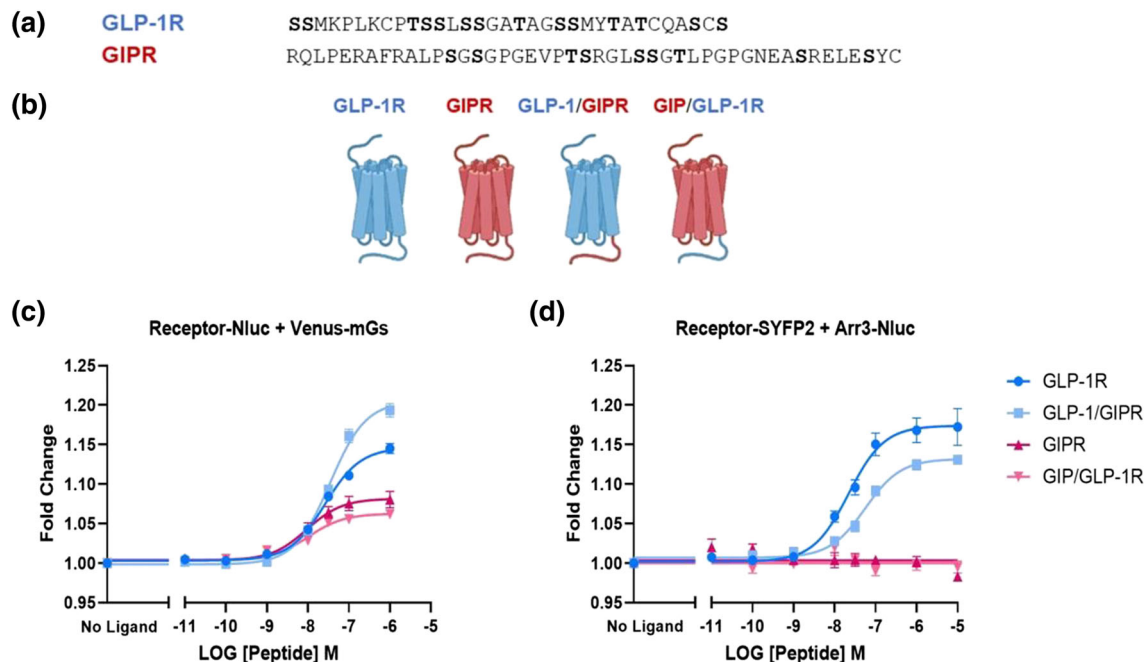 (a)
GLP-1R SSMKPLKCPTSSLSSGATAGSSMYTATCQASCS
GIPR RQLPERAFRALPSGSGPGEVPTSRGLSSGTLPGPGNEASRELESYC
(b)
GLP-1R GIPR GLP-1/GIPR GIP/GLP-1R
(c)
Receptor-Nluc + Venus-mGs
Fold Change
1.25
1.20
1.15
1.10
1.05
1.00
0.95
No Ligand -11 -10 -9 -8 -7 -6 -5
LOG [Peptide] M
(d)
Receptor-SYFP2 + Arr3-Nluc
Fold Change
1.25
1.20
1.15
1.10
1.05
1.00
0.95
No Ligand -11 -10 -9 -8 -7 -6 -5
LOG [Peptide] M
GLP-1R
GLP-1/GIPR
GIPR
GIP/GLP-1R